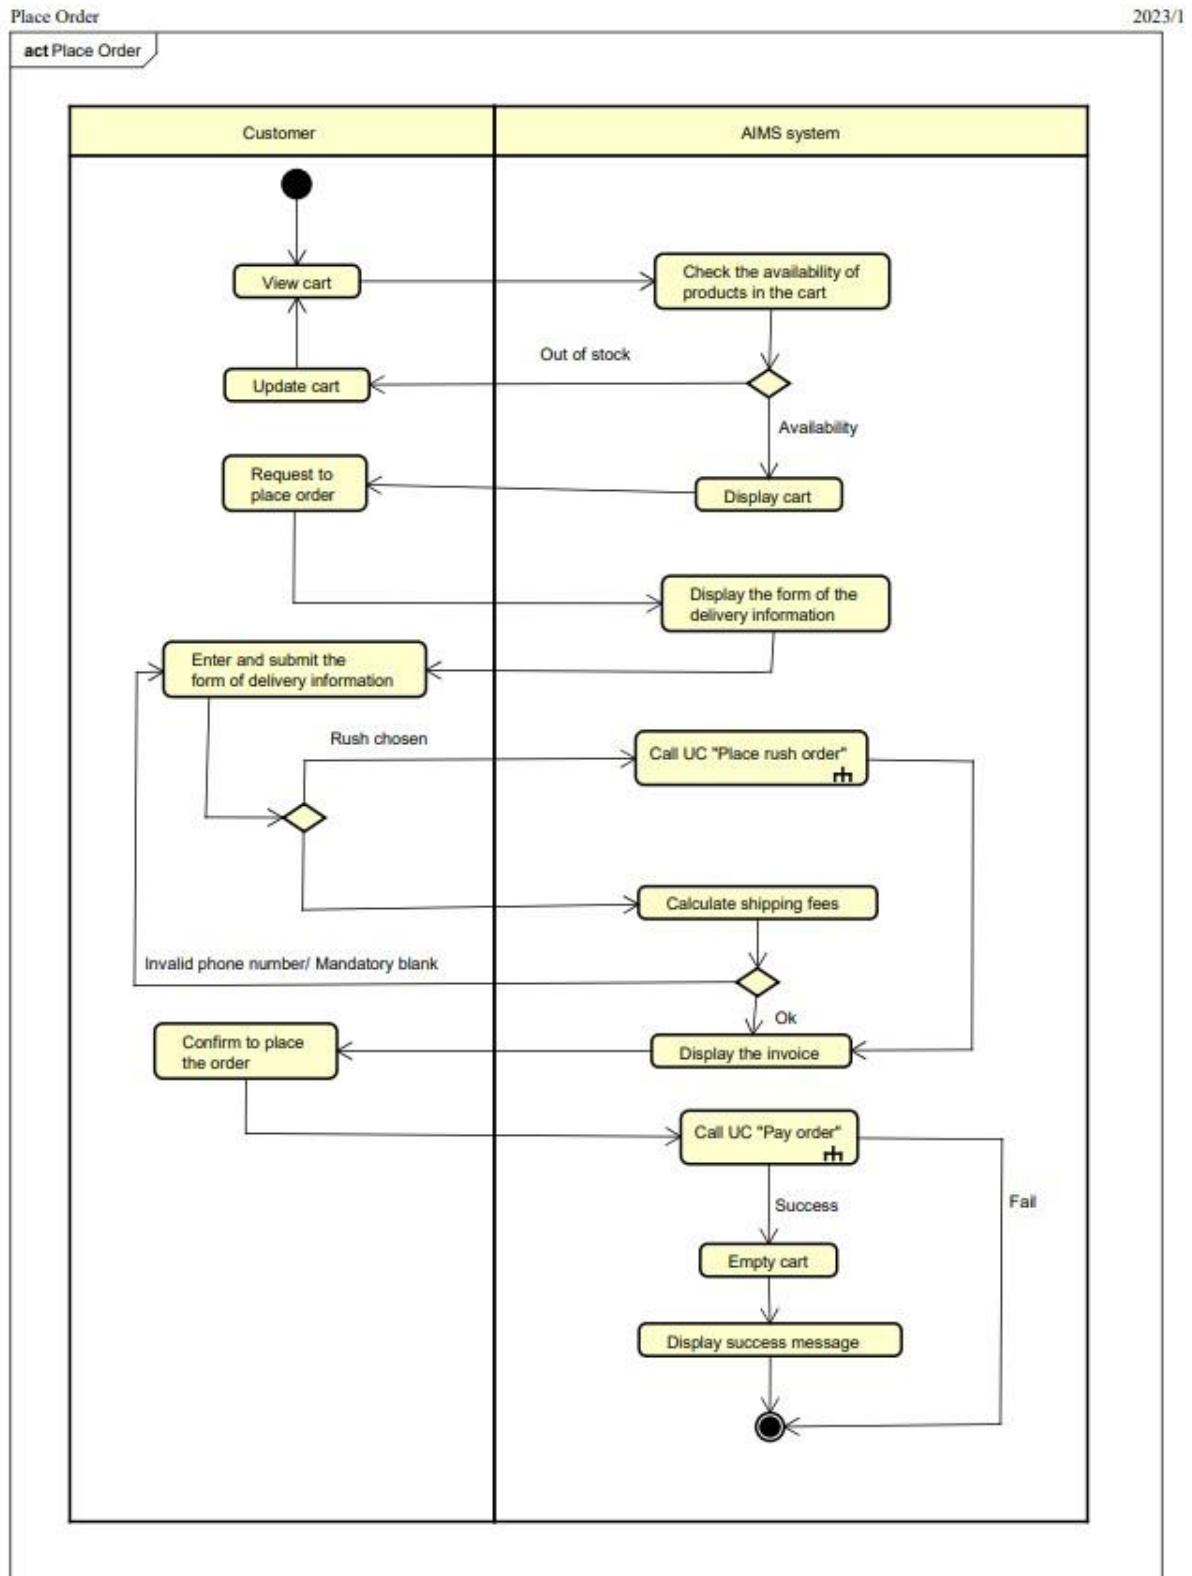 Place Order
2023/1
act Place Order
Customer
AIMS system
View cart
Check the availability of
products in the cart
Out of stock
Update cart
Availability
Request to
place order
Display cart
Display the form of the
delivery information
Enter and submit the
form of delivery information
Rush chosen
Call UC "Place rush order"
Calculate shipping fees
Invalid phone number/ Mandatory blank
Ok
Confirm to place
the order
Display the invoice
Call UC "Pay order"
Success
Fail
Empty cart
Display success message